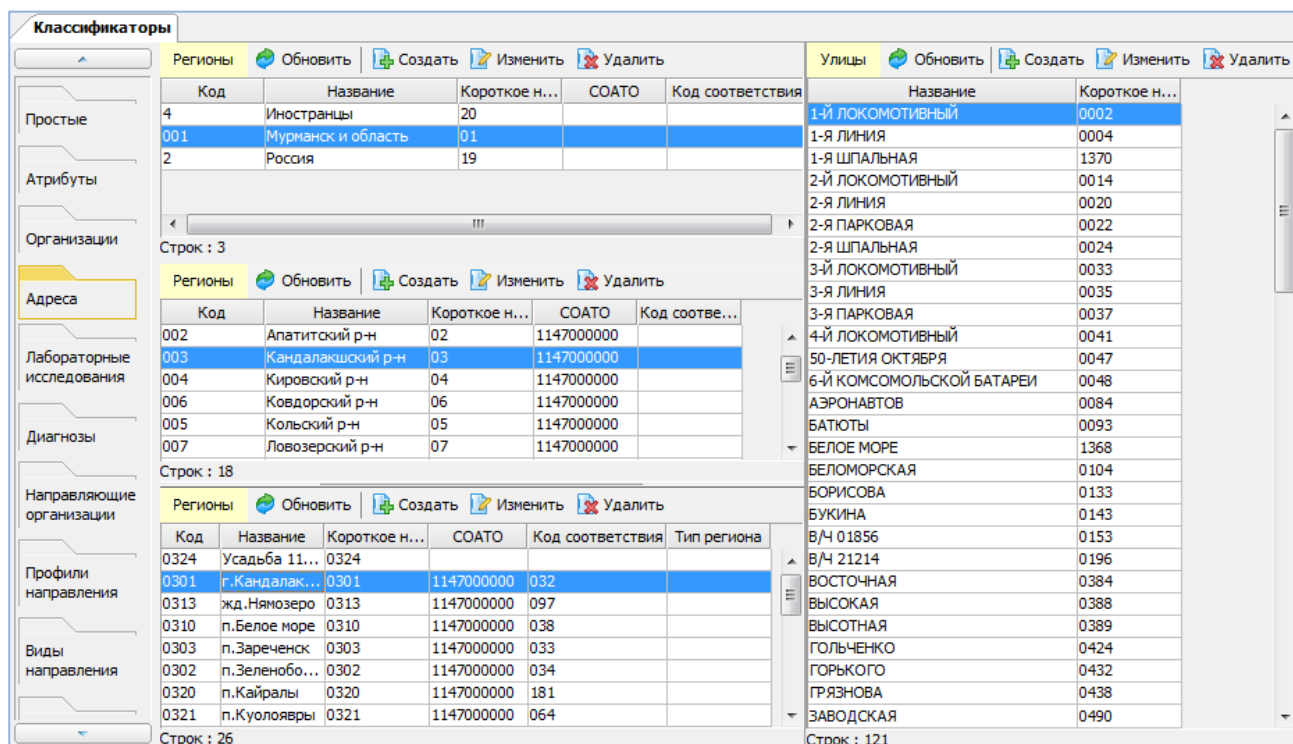 Классификаторы
Простые
Атрибуты
Организации
Адреса
Лабораторные
исследования
Диагнозы
Направляющие
организации
Профили
направления
Виды
направления
Регионы Обновить Создать Изменить Удалить
Код Название Короткое н... СОАТО Код соответствия
4 Иностранцы 20
001 Мурманск и область 01
2 Россия 19
Строк : 3
Регионы Обновить Создать Изменить Удалить
Код Название Короткое н... СОАТО Код соотве...
002 Апатитский р-н 02 1147000000
003 Кандалакшский р-н 03 1147000000
004 Кировский р-н 04 1147000000
006 Ковдорский р-н 06 1147000000
005 Кольский р-н 05 1147000000
007 Ловозерский р-н 07 1147000000
Строк : 18
Регионы Обновить Создать Изменить Удалить
Код Название Короткое н... СОАТО Код соответствия Тип региона
0324 Усадьба 11... 0324
0301 г.Кандалак... 0301 1147000000 032
0313 жд.Нямозеро 0313 1147000000 097
0310 п.Белое море 0310 1147000000 038
0303 п.Зареченск 0303 1147000000 033
0302 п.Зеленобо... 0302 1147000000 034
0320 п.Кайралы 0320 1147000000 181
0321 п.Куолоярвы 0321 1147000000 064
Строк : 26
Улицы Обновить Создать Изменить Удалить
Название Короткое н...
1-Й ЛОКОМОТИВНЫЙ 0002
1-Я ЛИНИЯ 0004
1-Я ШПАЛЬНАЯ 1370
2-Й ЛОКОМОТИВНЫЙ 0014
2-Я ЛИНИЯ 0020
2-Я ПАРКОВАЯ 0022
2-Я ШПАЛЬНАЯ 0024
3-Й ЛОКОМОТИВНЫЙ 0033
3-Я ЛИНИЯ 0035
3-Я ПАРКОВАЯ 0037
4-Й ЛОКОМОТИВНЫЙ 0041
50-ЛЕТИЯ ОКТЯБРЯ 0047
6-Й КОМСОМОЛЬСКОЙ БАТАРЕИ 0048
АЭРОНАВТОВ 0084
БАТЮТЫ 0093
БЕЛОЕ МОРЕ 1368
БЕЛОМОРСКАЯ 0104
БОРИСОВА 0133
БУКИНА 0143
В/Ч 01856 0153
В/Ч 21214 0196
ВОСТОЧНАЯ 0384
ВЫСОКАЯ 0388
ВЫСОТНАЯ 0389
ГОЛЬЧЕНКО 0424
ГОРЬКОГО 0432
ГРЯЗНОВА 0438
ЗАВОДСКАЯ 0490
Строк : 121